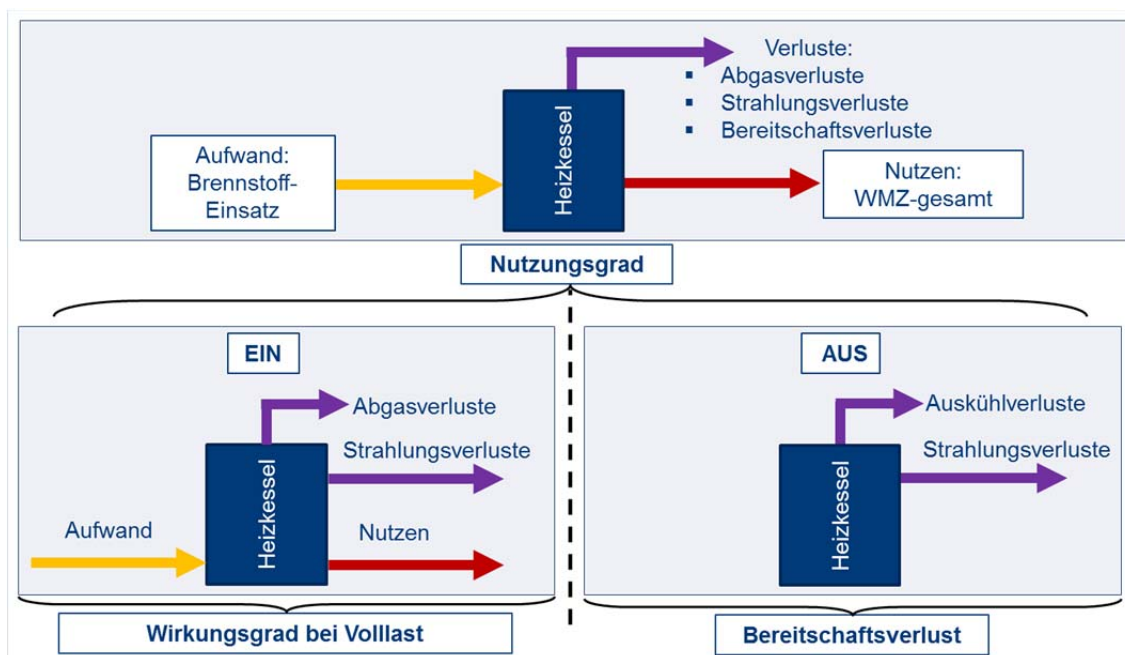 Verluste:
▪ Abgasverluste
▪ Strahlungsverluste
▪ Bereitschaftsverluste
Heizkessel
Aufwand:
Brennstoff-
Einsatz
Nutzen:
WMZ-gesamt
Nutzungsgrad
EIN
Abgasverluste
Strahlungsverluste
Heizkessel
Aufwand
Nutzen
Wirkungsgrad bei Volllast
AUS
Auskühlverluste
Strahlungsverluste
Heizkessel
Bereitschaftsverlust